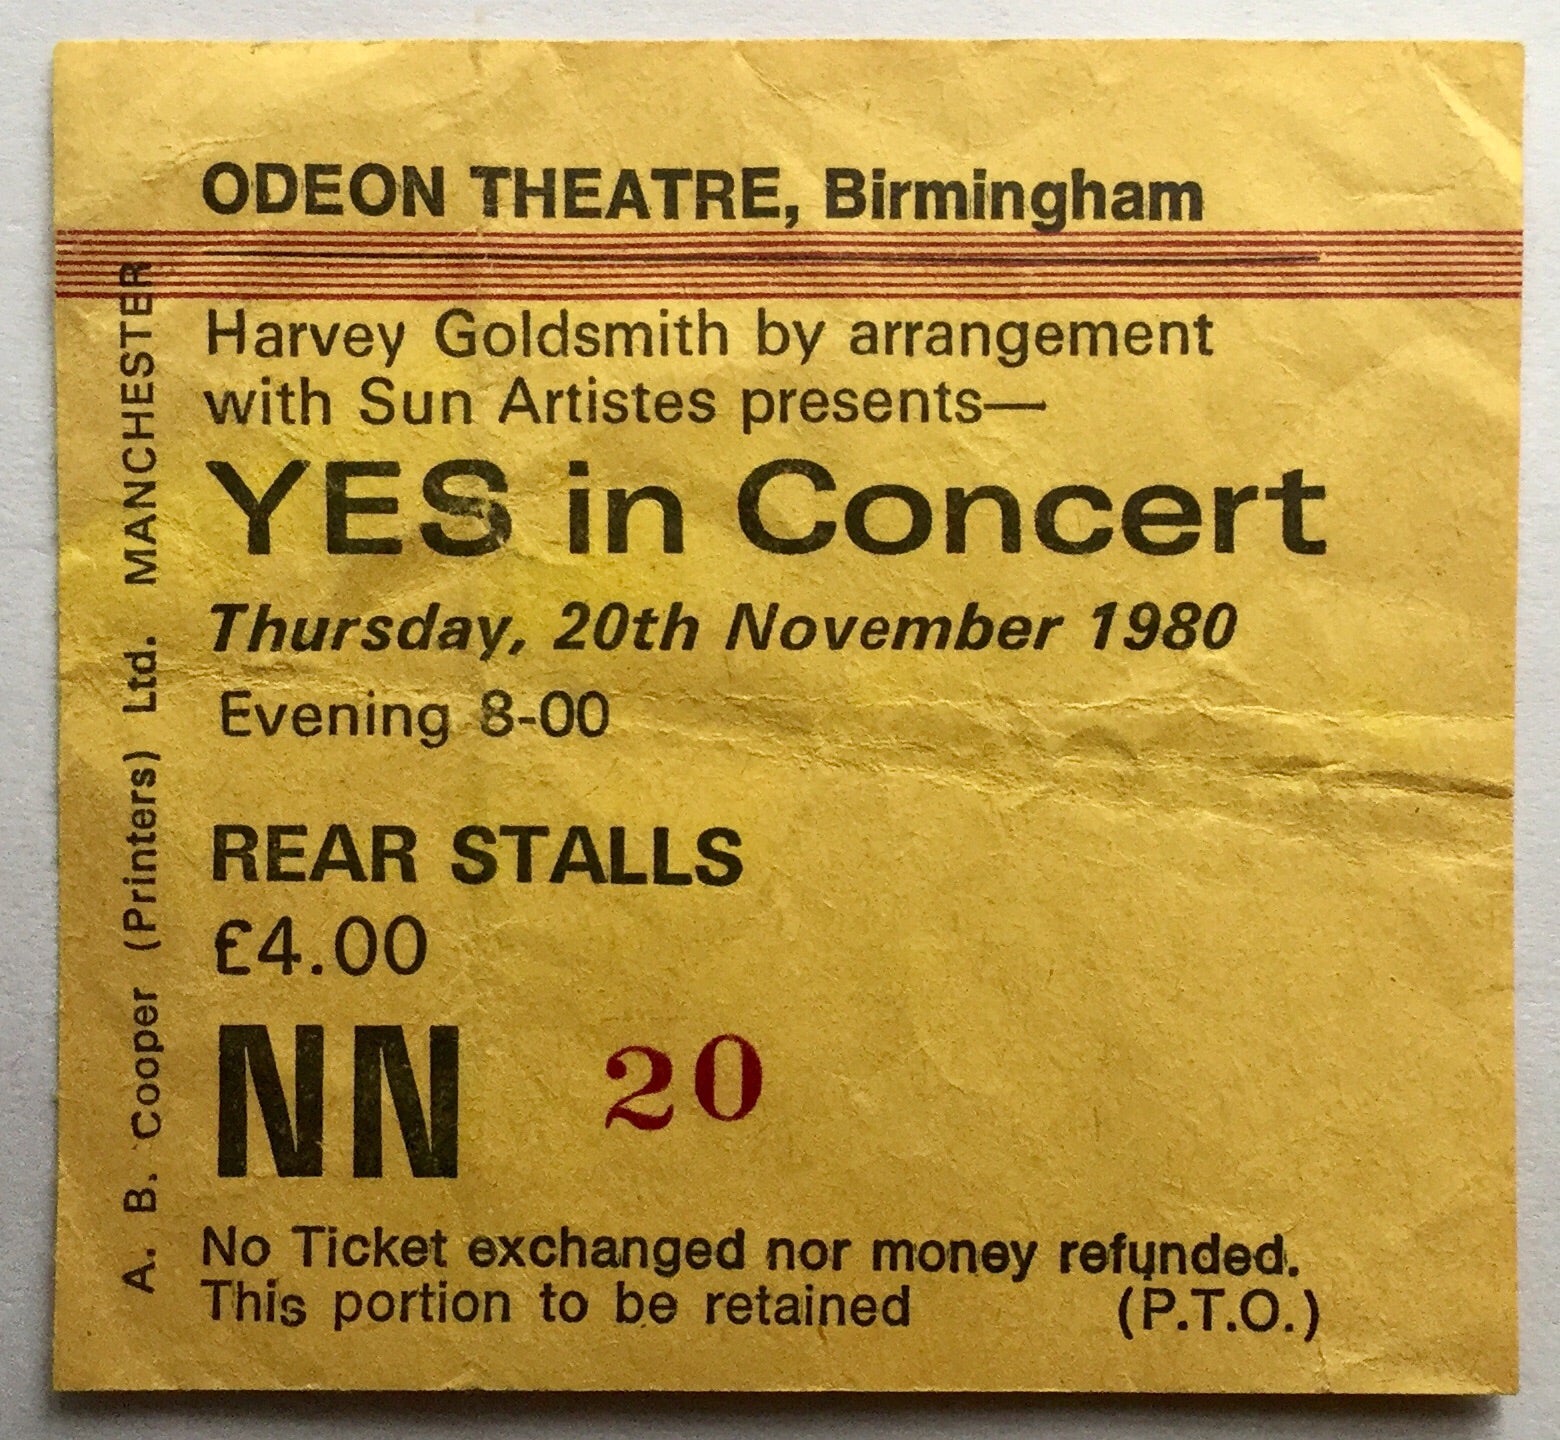 ODEON THEATRE, Birmingham
Harvey Goldsmith by arrangement
with Sun Artistes presents—
YES in Concert
Thursday, 20th November 1980
Evening 8-00
REAR STALLS
£4.00
NN 20
No Ticket exchanged nor money refunded.
This portion to be retained (P.T.O.)
A. B. Cooper (Printers) Ltd. MANCHESTER